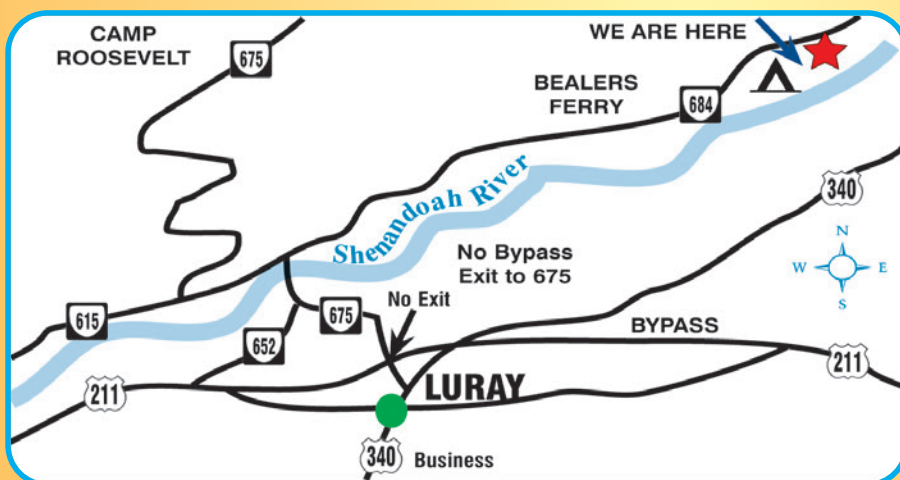 CAMP
ROOSEVELT
675
WE ARE HERE
BEALERS
FERRY
684
340
Shenandoah River
N
W E
S
No Bypass
Exit to 675
No Exit
615
675
652
BYPASS
211
211
LURAY
340
Business